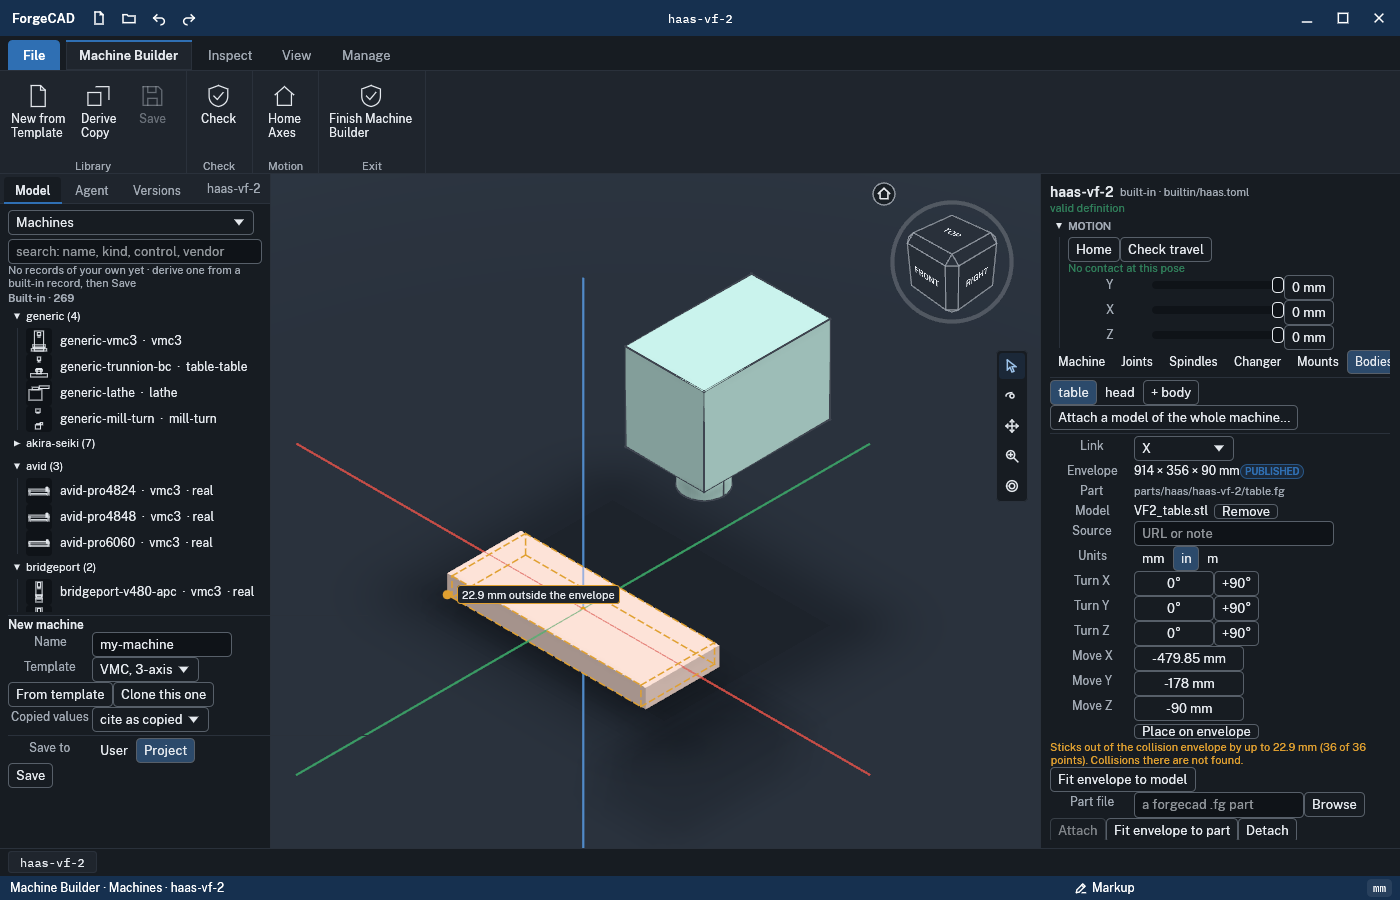 ForgeCAD
haas-vf-2
File
Machine Builder
Inspect
View
Manage
New from Template
Derive Copy
Save
Check
Home Axes
Finish Machine Builder
Library
Check
Motion
Exit
Model
Agent
Versions
haas-vf-2
Machines
search: name, kind, control, vendor
No records of your own yet · derive one from a
built-in record, then Save
Built-in · 269
generic (4)
generic-vmc3 · vmc3
generic-trunnion-bc · table-table
generic-lathe · lathe
generic-mill-turn · mill-turn
akira-seiki (7)
avid (3)
avid-pro4824 · vmc3 · real
avid-pro4848 · vmc3 · real
avid-pro6060 · vmc3 · real
bridgeport (2)
bridgeport-v480-apc · vmc3 · real
New machine
Name
my-machine
Template
VMC, 3-axis
From template
Clone this one
Copied values
cite as copied
Save to
User
Project
Save
TOP
FRONT
RIGHT
22.9 mm outside the envelope
haas-vf-2 built-in · builtin/haas.toml
valid definition
MOTION
Home
Check travel
No contact at this pose
Y
0 mm
X
0 mm
Z
0 mm
Machine
Joints
Spindles
Changer
Mounts
Bodies
table
head
+ body
Attach a model of the whole machine...
Link
X
Envelope
914 × 356 × 90 mm
PUBLISHED
Part
parts/haas/haas-vf-2/table.fg
Model
VF2_table.stl
Remove
Source
URL or note
Units
mm
in
m
Turn X
0°
+90°
Turn Y
0°
+90°
Turn Z
0°
+90°
Move X
-479.85 mm
Move Y
-178 mm
Move Z
-90 mm
Place on envelope
Sticks out of the collision envelope by up to 22.9 mm (36 of 36
points). Collisions there are not found.
Fit envelope to model
Part file
a forgecad .fg part
Browse
Attach
Fit envelope to part
Detach
haas-vf-2
Machine Builder · Machines · haas-vf-2
Markup
mm